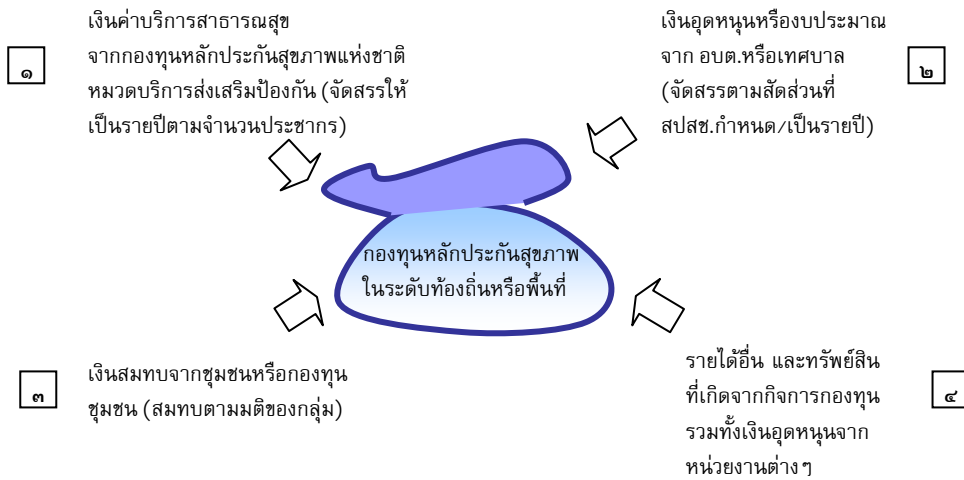 ๑
เงินค่าบริการสาธารณสุข
จากกองทุนหลักประกันสุขภาพแห่งชาติ
หมวดบริการส่งเสริมป้องกัน (จัดสรรให้
เป็นรายปีตามจำนวนประชากร)
๒
เงินอุดหนุนหรืองบประมาณ
จาก อบต.หรือเทศบาล
(จัดสรรตามสัดส่วนที่
สปสช.กำหนด/เป็นรายปี)
กองทุนหลักประกันสุขภาพ
ในระดับท้องถิ่นหรือพื้นที่
๓
เงินสมทบจากชุมชนหรือกองทุน
ชุมชน (สมทบตามมติของกลุ่ม)
๔
รายได้อื่น และทรัพย์สิน
ที่เกิดจากกิจการกองทุน
รวมทั้งเงินอุดหนุนจาก
หน่วยงานต่างๆ